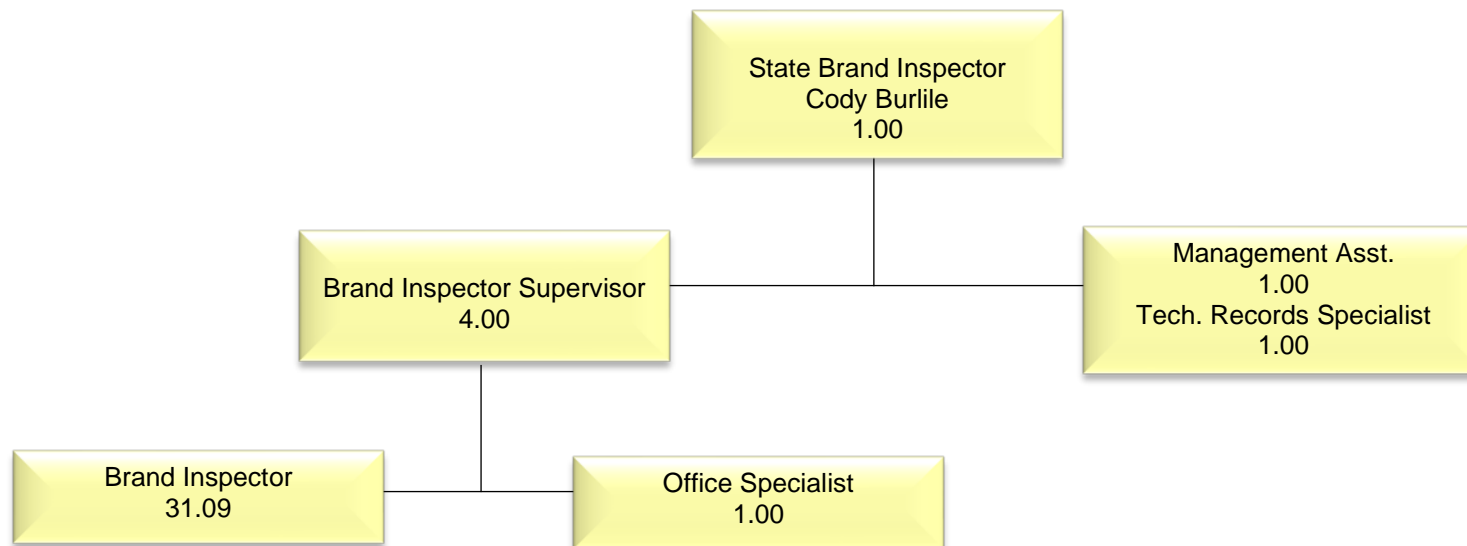 State Brand Inspector
Cody Burlile
1.00
Brand Inspector Supervisor
4.00
Management Asst.
1.00
Tech. Records Specialist
1.00
Brand Inspector
31.09
Office Specialist
1.00